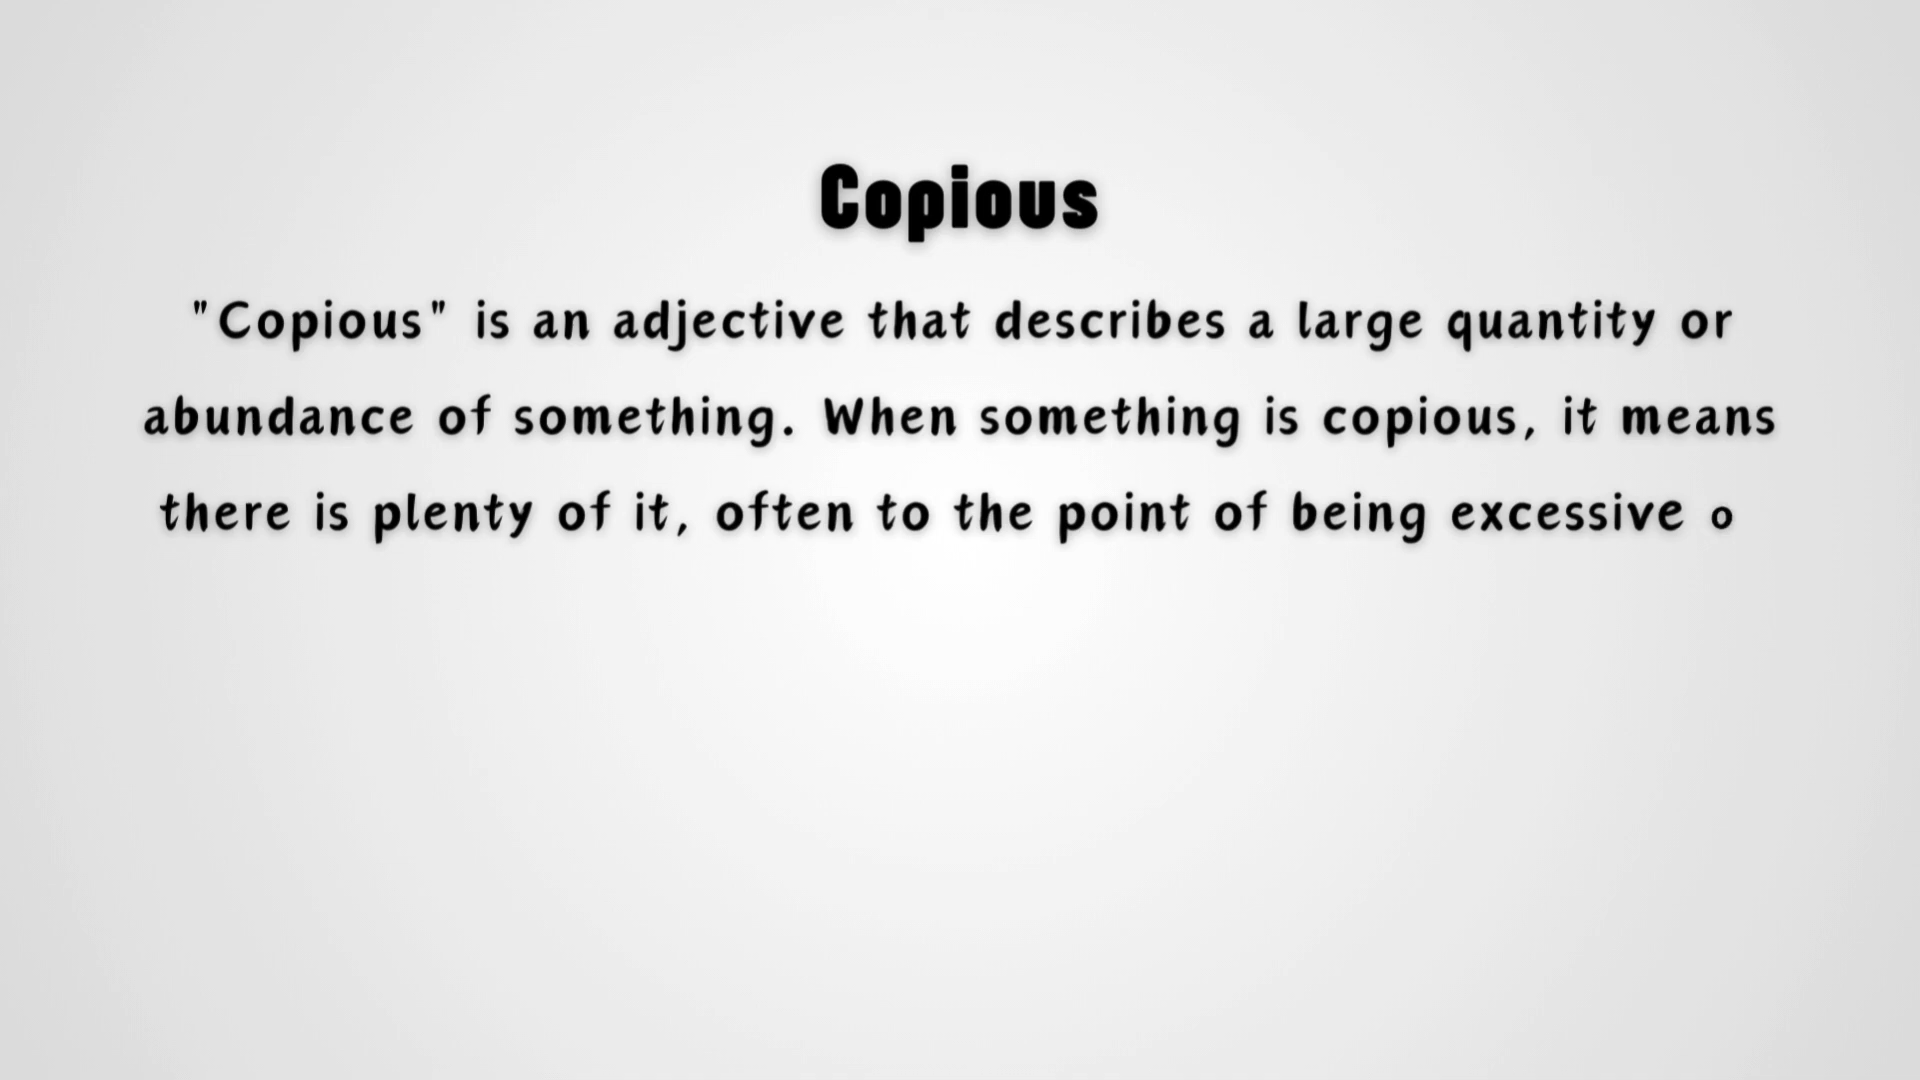 Copious
"Copious" is an adjective that describes a large quantity or
abundance of something. When something is copious, it means
there is plenty of it, often to the point of being excessive o